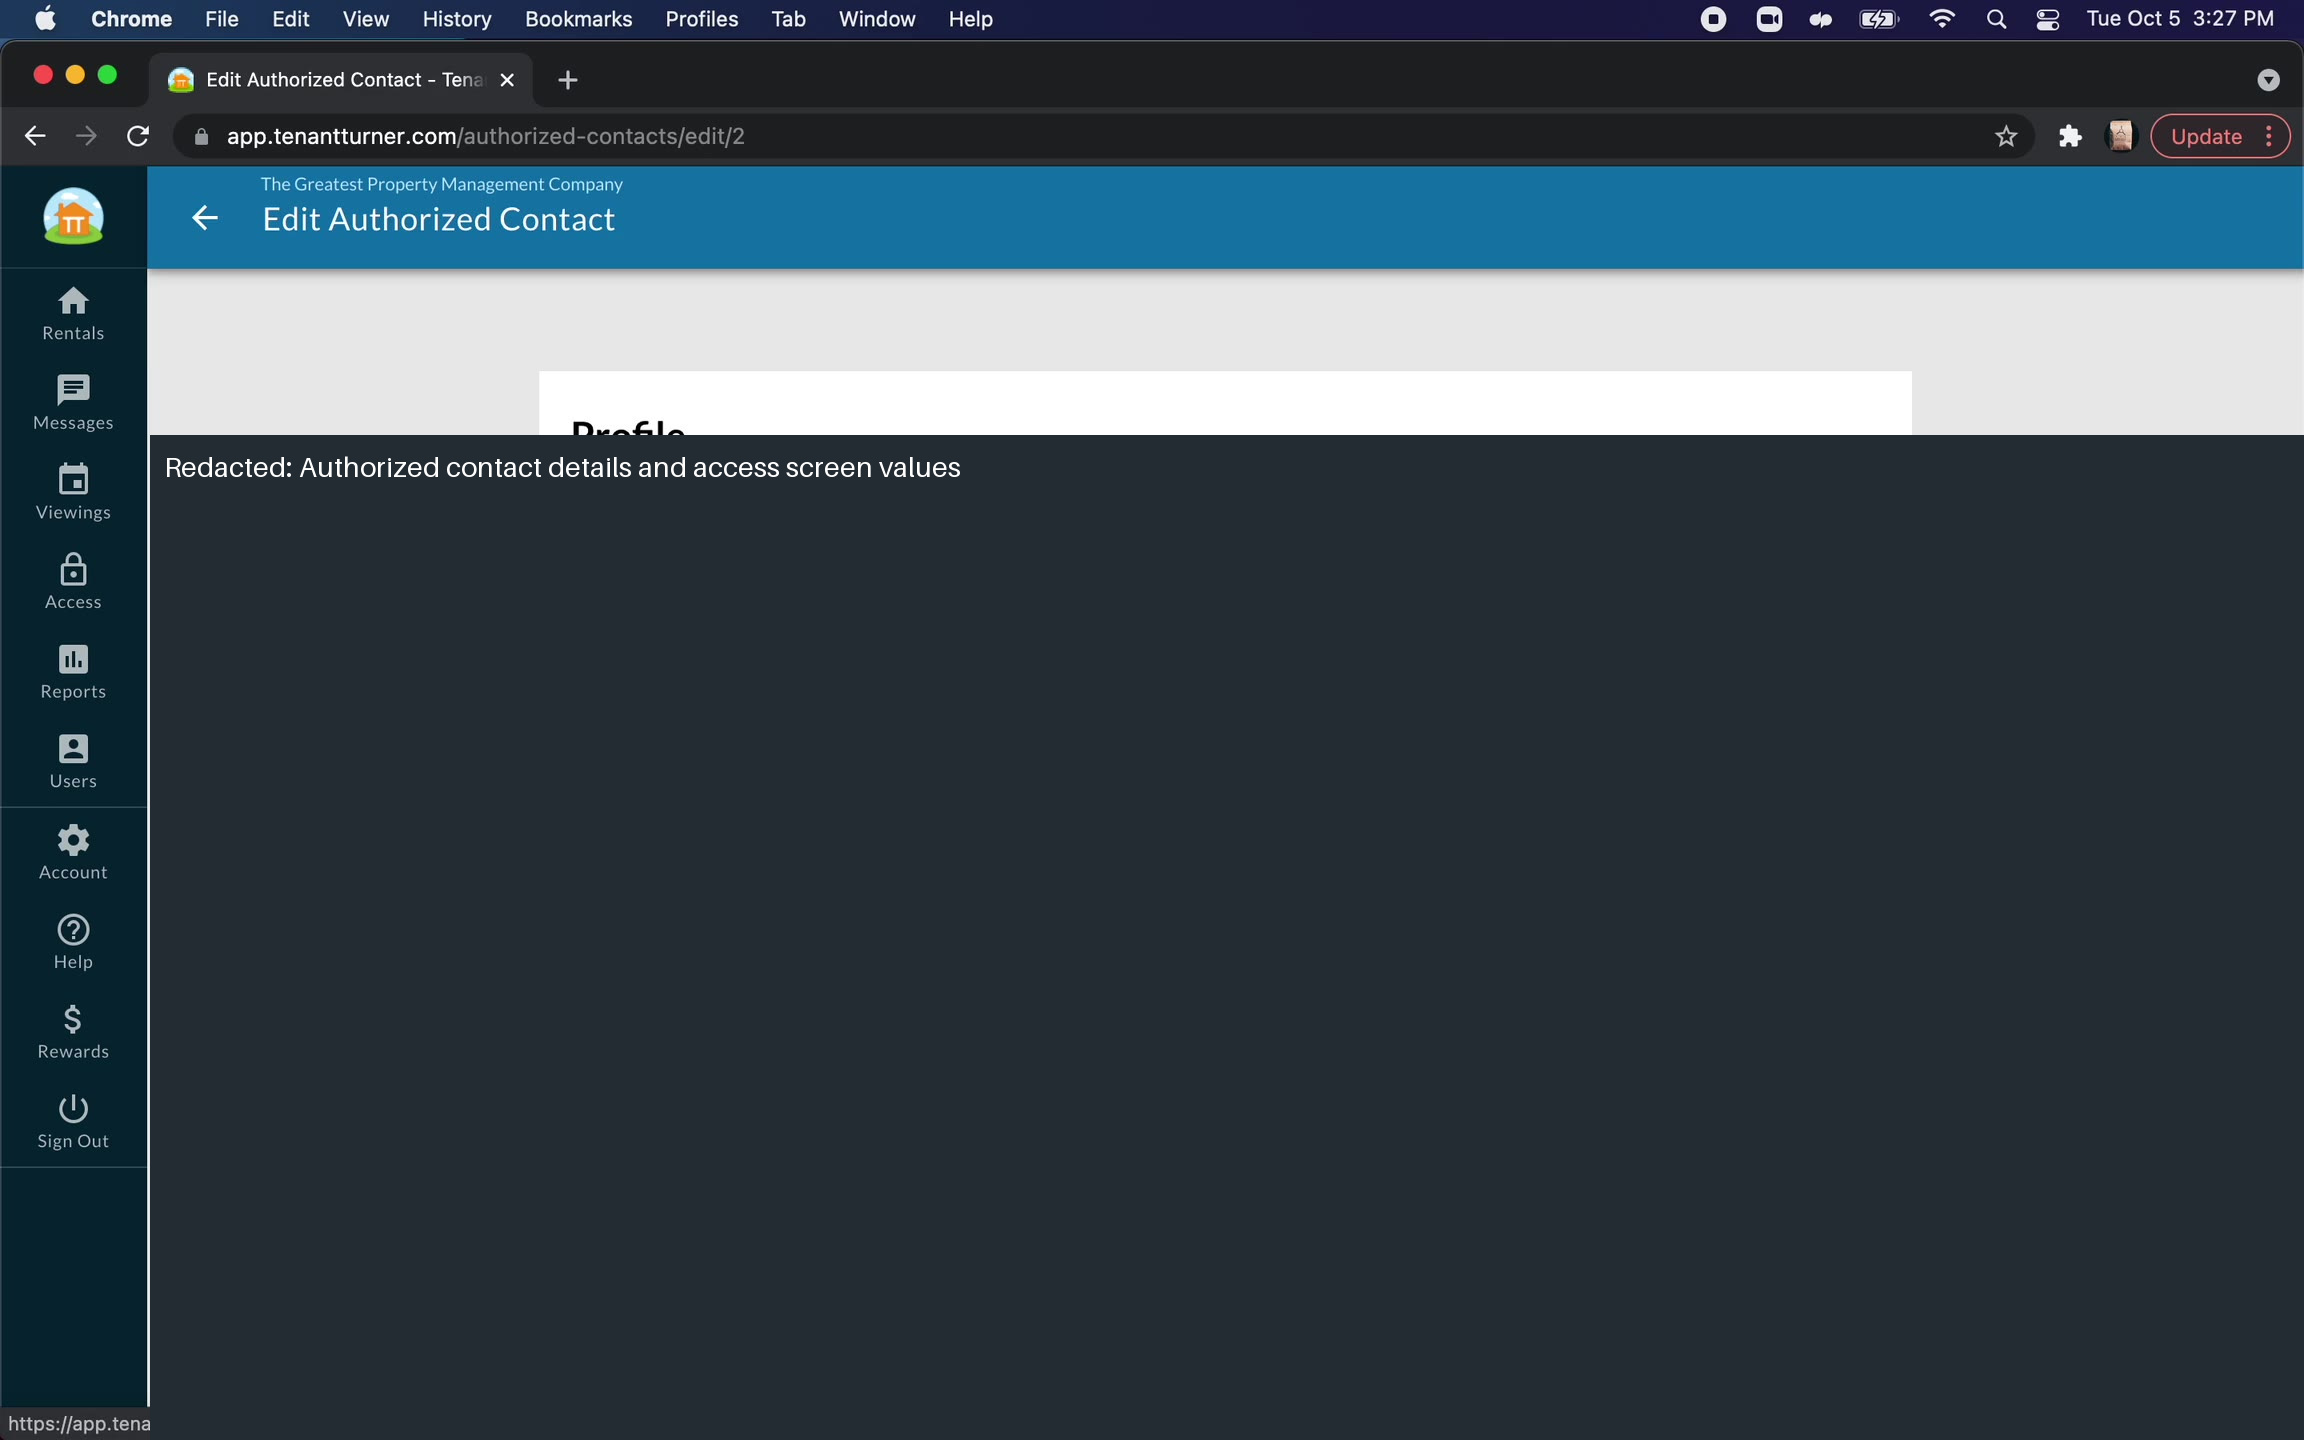 Chrome File Edit View History Bookmarks Profiles Tab Window Help Tue Oct 5 3:27 PM
Edit Authorized Contact - Tena
app.tenantturner.com/authorized-contacts/edit/2 Update
The Greatest Property Management Company
Edit Authorized Contact
Rentals
Messages
Viewings
Access
Reports
Users
Account
Help
Rewards
Sign Out
Profile
Redacted: Authorized contact details and access screen values
https://app.tena